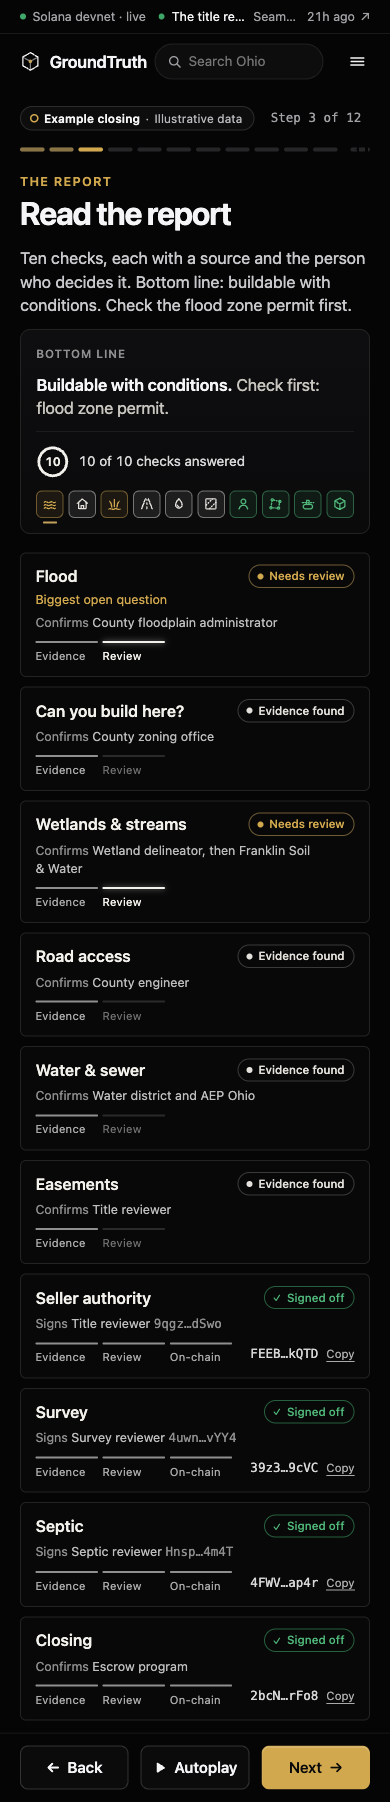 Solana devnet · live
The title re… Seam… 21h ago ↗
GroundTruth
Search Ohio
Example closing · Illustrative data
Step 3 of 12
THE REPORT
Read the report
Ten checks, each with a source and the person
who decides it. Bottom line: buildable with
conditions. Check the flood zone permit first.
BOTTOM LINE
Buildable with conditions. Check first:
flood zone permit.
10
10 of 10 checks answered
Flood
Needs review
Biggest open question
Confirms County floodplain administrator
Evidence Review
Can you build here?
Evidence found
Confirms County zoning office
Evidence Review
Wetlands & streams
Needs review
Confirms Wetland delineator, then Franklin Soil
& Water
Evidence Review
Road access
Evidence found
Confirms County engineer
Evidence Review
Water & sewer
Evidence found
Confirms Water district and AEP Ohio
Evidence Review
Easements
Evidence found
Confirms Title reviewer
Evidence Review
Seller authority
✓ Signed off
Signs Title reviewer 9qgz…dSwo
Evidence Review On-chain
FEEB…kQTD Copy
Survey
✓ Signed off
Signs Survey reviewer 4uwn…vYY4
Evidence Review On-chain
39z3…9cVC Copy
Septic
✓ Signed off
Signs Septic reviewer Hnsp…4m4T
Evidence Review On-chain
4FWV…ap4r Copy
Closing
✓ Signed off
Confirms Escrow program
Evidence Review On-chain
2bcN…rFo8 Copy
← Back
Autoplay
Next →